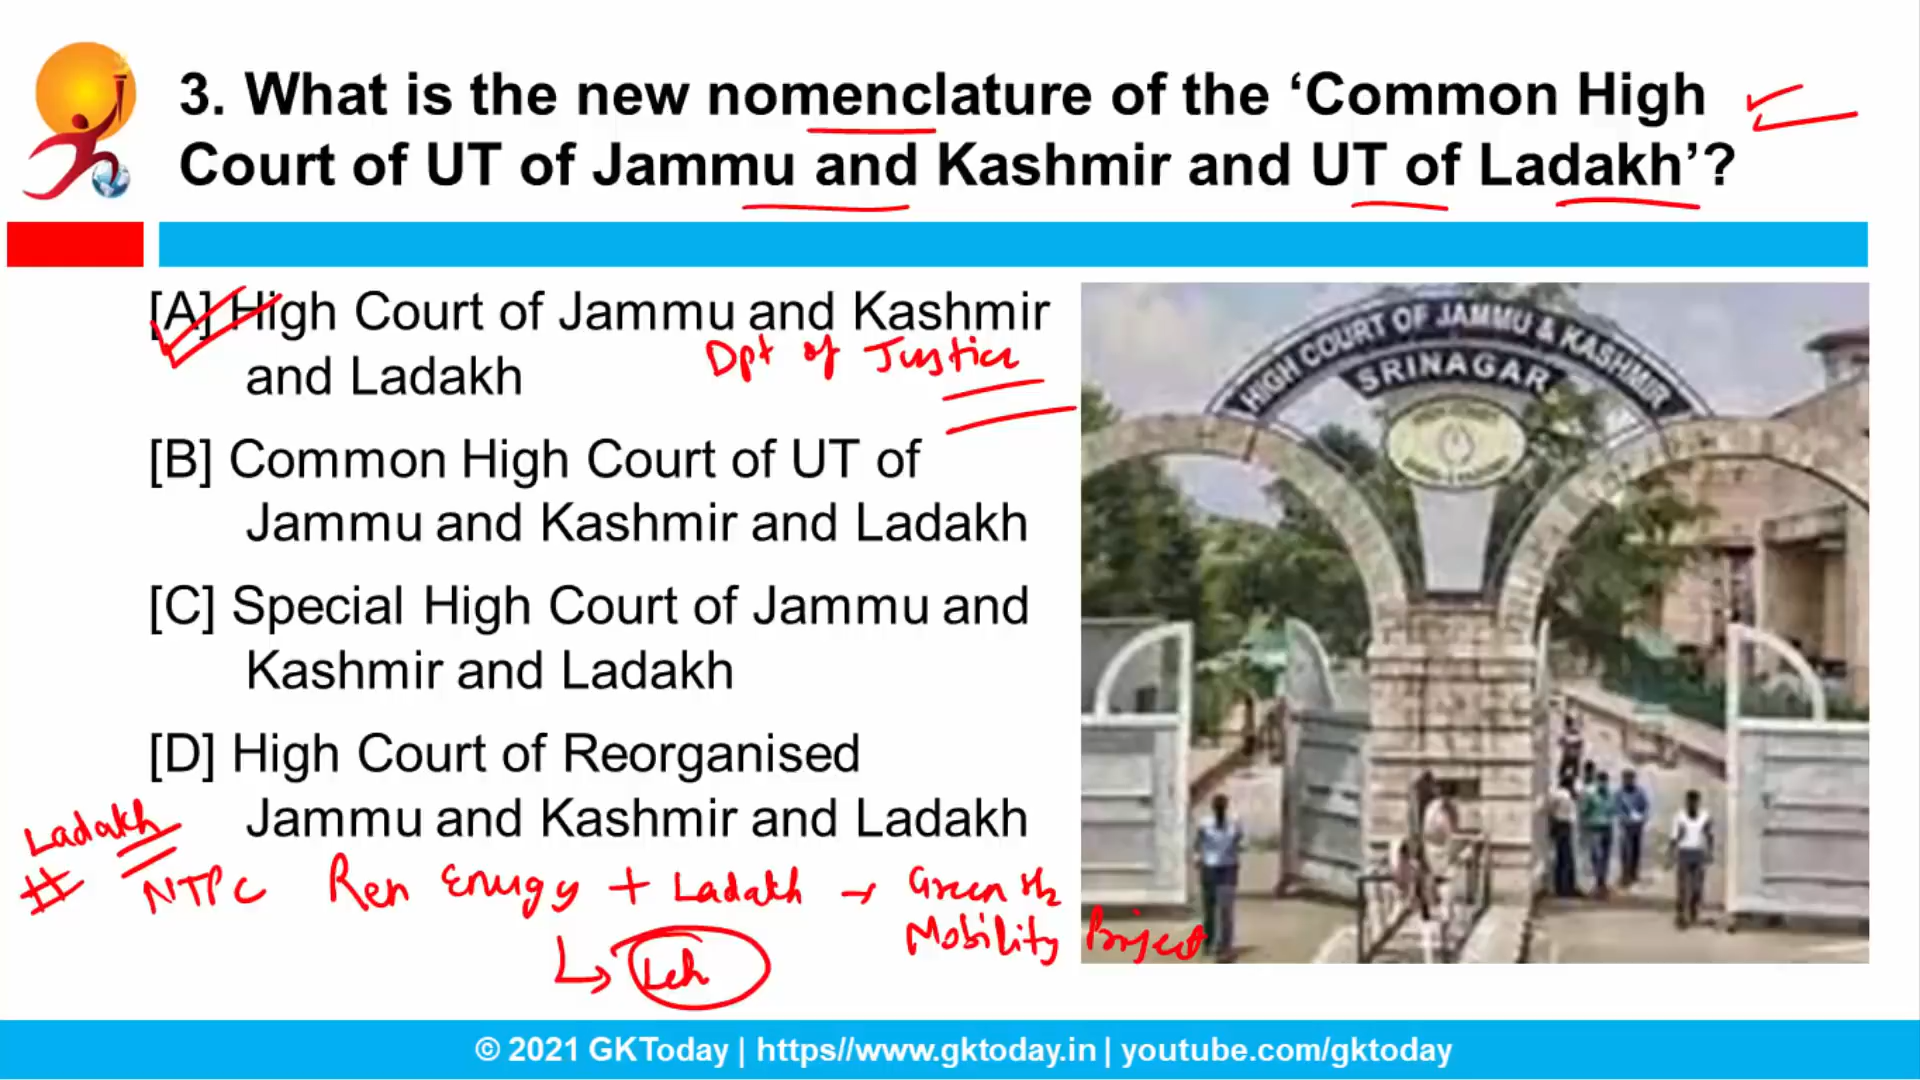 3. What is the new nomenclature of the ‘Common High
Court of UT of Jammu and Kashmir and UT of Ladakh’?
[A] High Court of Jammu and Kashmir
and Ladakh
Dpt of Justice
[B] Common High Court of UT of
Jammu and Kashmir and Ladakh
[C] Special High Court of Jammu and
Kashmir and Ladakh
[D] High Court of Reorganised
Jammu and Kashmir and Ladakh
HIGH COURT OF JAMMU & KASHMIR
SRINAGAR
Ladakh
# NTPC Ren Energy + Ladakh → Green H2
Mobility Project
Leh
© 2021 GKToday | https//www.gktoday.in | youtube.com/gktoday